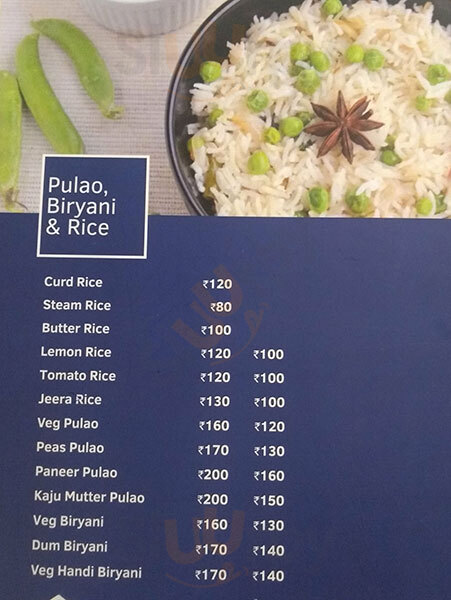 Pulao,
Biryani
& Rice
Curd Rice ₹120
Steam Rice ₹80
Butter Rice ₹100
Lemon Rice ₹120 ₹100
Tomato Rice ₹120 ₹100
Jeera Rice ₹130 ₹100
Veg Pulao ₹160 ₹120
Peas Pulao ₹170 ₹130
Paneer Pulao ₹200 ₹160
Kaju Mutter Pulao ₹200 ₹150
Veg Biryani ₹160 ₹130
Dum Biryani ₹170 ₹140
Veg Handi Biryani ₹170 ₹140